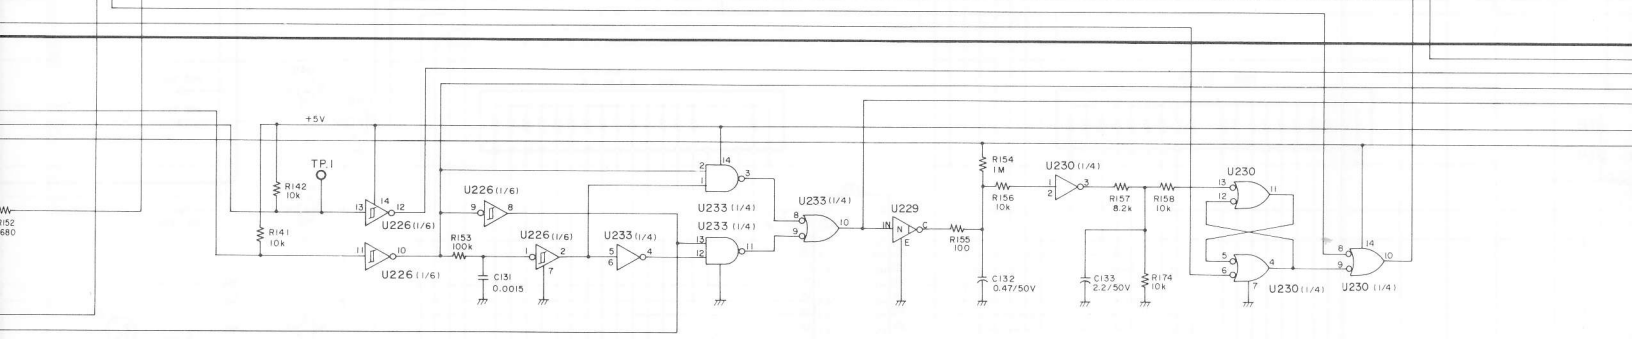 +5V
TP.1
R142
10k
13
14
12
U226(1/6)
R141
10k
11
10
U226(1/6)
R152
680
U226(1/6)
9
8
R153
100k
C131
0.0015
U226(1/6)
1
2
7
U233(1/4)
5
6
4
2
1
14
3
U233(1/4)
U233(1/4)
13
12
11
U233(1/4)
8
9
10
U229
IN
N
C
E
R155
100
R154
1M
R156
10k
C132
0.47/50V
U230(1/4)
1
2
3
R157
8.2k
R158
10k
C133
2.2/50V
R174
10k
U230
13
12
11
5
6
4
7
U230(1/4)
8
9
14
10
U230(1/4)